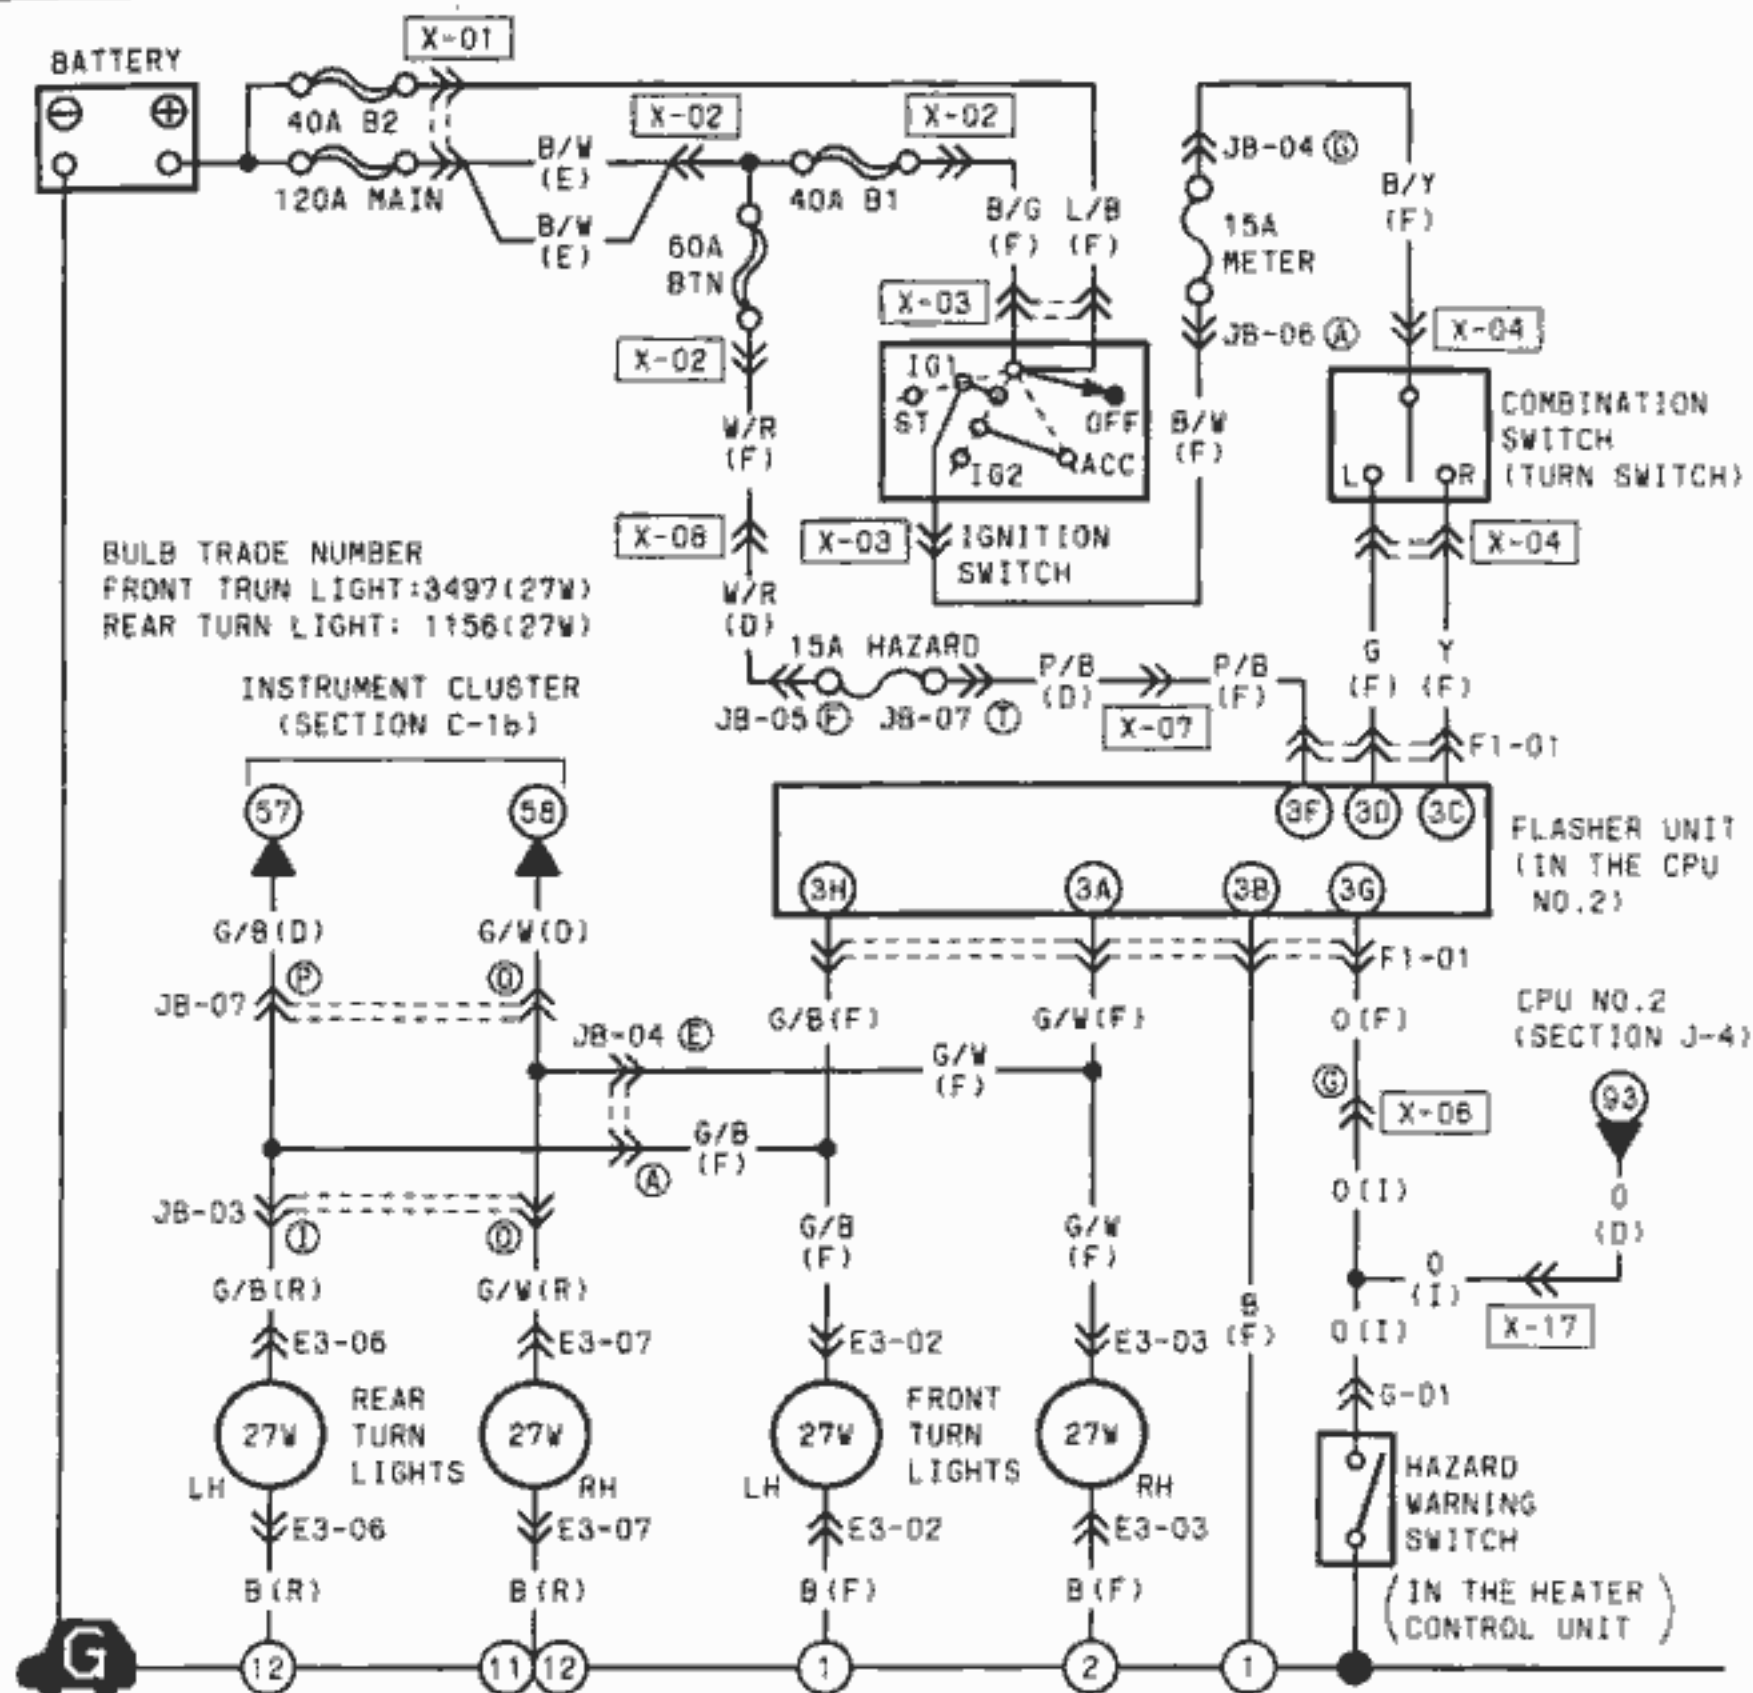 X-01
BATTERY
40A B2
X-02
X-02
B/W
(E)
120A MAIN
B/W
(E)
40A B1
60A
BTN
B/G
(F)
L/B
(F)
JB-04 G
15A
METER
B/Y
(F)
X-03
JB-06 A
X-04
X-02
IG1
ST
OFF
IG2
ACC
B/W
(F)
COMBINATION
SWITCH
(TURN SWITCH)
L
R
W/R
(F)
X-08
X-03
IGNITION
SWITCH
X-04
BULB TRADE NUMBER
FRONT TRUN LIGHT:3497(27W)
REAR TURN LIGHT: 1156(27W)
W/R
(D)
15A HAZARD
P/B
(D)
P/B
(F)
G
(F)
Y
(F)
JB-05 F
JB-07 T
X-07
F1-01
INSTRUMENT CLUSTER
(SECTION C-1b)
57
58
3F
3D
3C
FLASHER UNIT
(IN THE CPU
NO.2)
3H
3A
3B
3G
G/B(D)
G/W(D)
F1-01
P
Q
JB-07
G/B(F)
G/W(F)
O(F)
CPU NO.2
(SECTION J-4)
JB-04 E
G/W
(F)
G
X-06
93
G/B
(F)
A
JB-03
I
O
O(I)
O
(D)
G/B
(F)
G/W
(F)
O
(I)
X-17
G/B(R)
G/W(R)
B
(F)
O(I)
E3-06
E3-07
E3-02
E3-03
G-01
27W
REAR
TURN
LIGHTS
27W
27W
FRONT
TURN
LIGHTS
27W
LH
RH
LH
RH
HAZARD
WARNING
SWITCH
E3-06
E3-07
E3-02
E3-03
B(R)
B(R)
B(F)
B(F)
(IN THE HEATER
CONTROL UNIT)
G
12
11
12
1
2
1